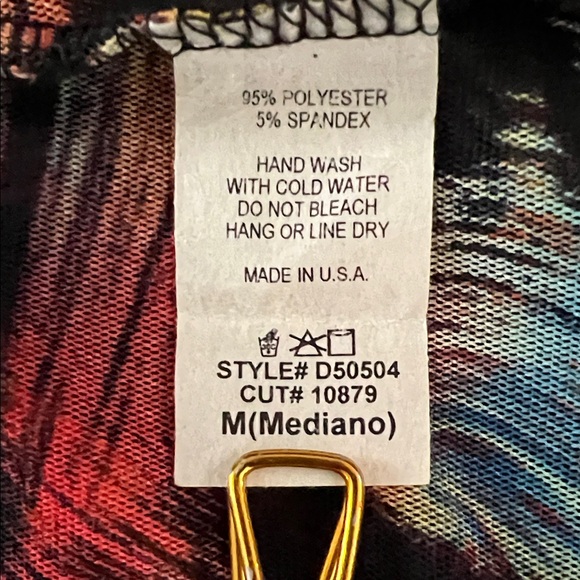 95% POLYESTER
5% SPANDEX
HAND WASH
WITH COLD WATER
DO NOT BLEACH
HANG OR LINE DRY
MADE IN U.S.A.
STYLE# D50504
CUT# 10879
M(Mediano)